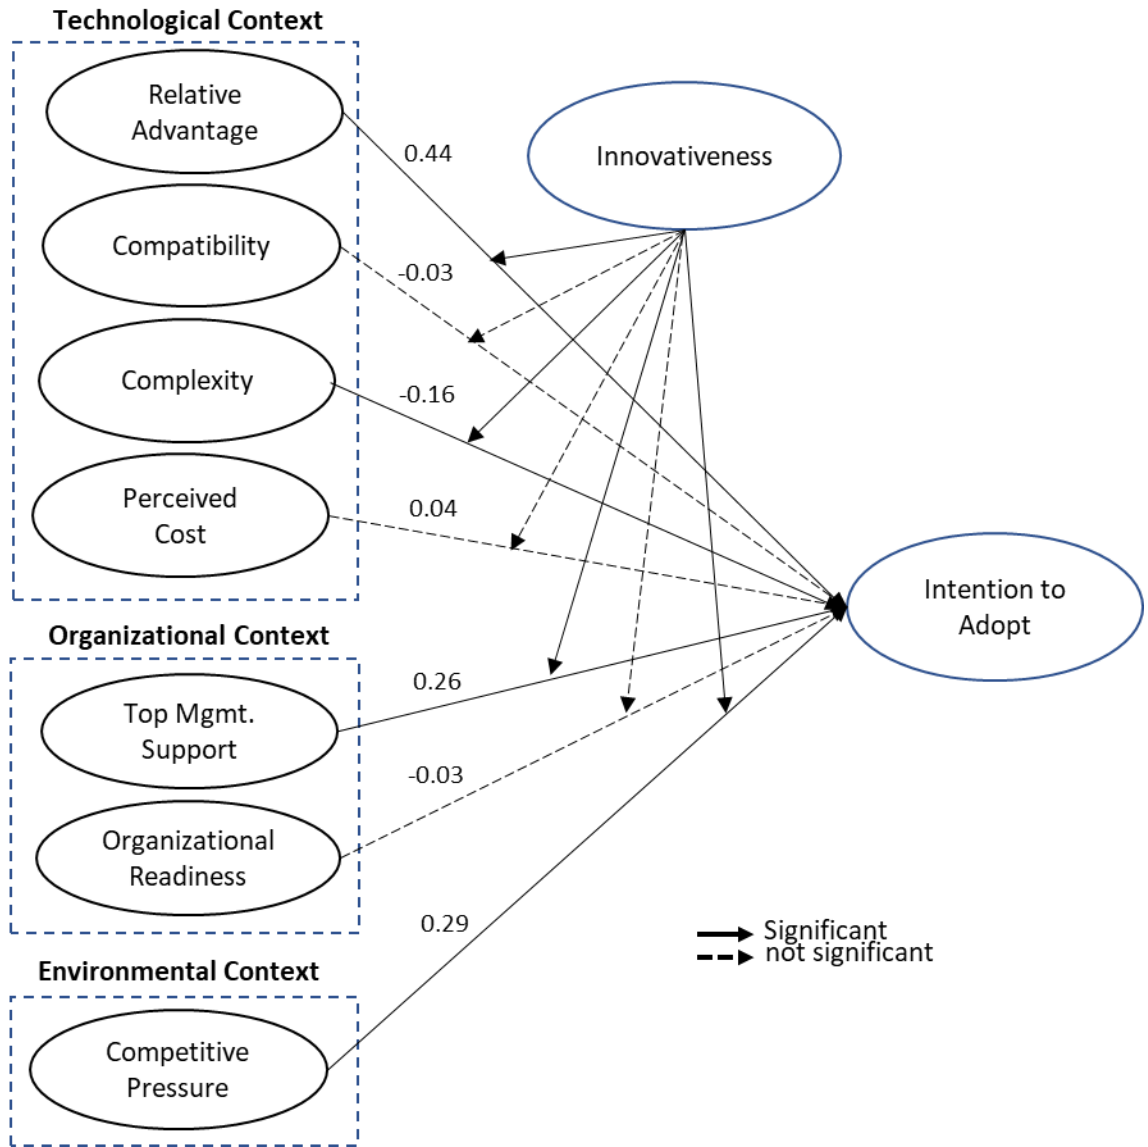 Technological Context
Relative
Advantage
0.44
Innovativeness
Compatibility
-0.03
Complexity
-0.16
Perceived
Cost
0.04
Intention to
Adopt
Organizational Context
Top Mgmt.
Support
0.26
Organizational
Readiness
-0.03
0.29
Significant
not significant
Environmental Context
Competitive
Pressure